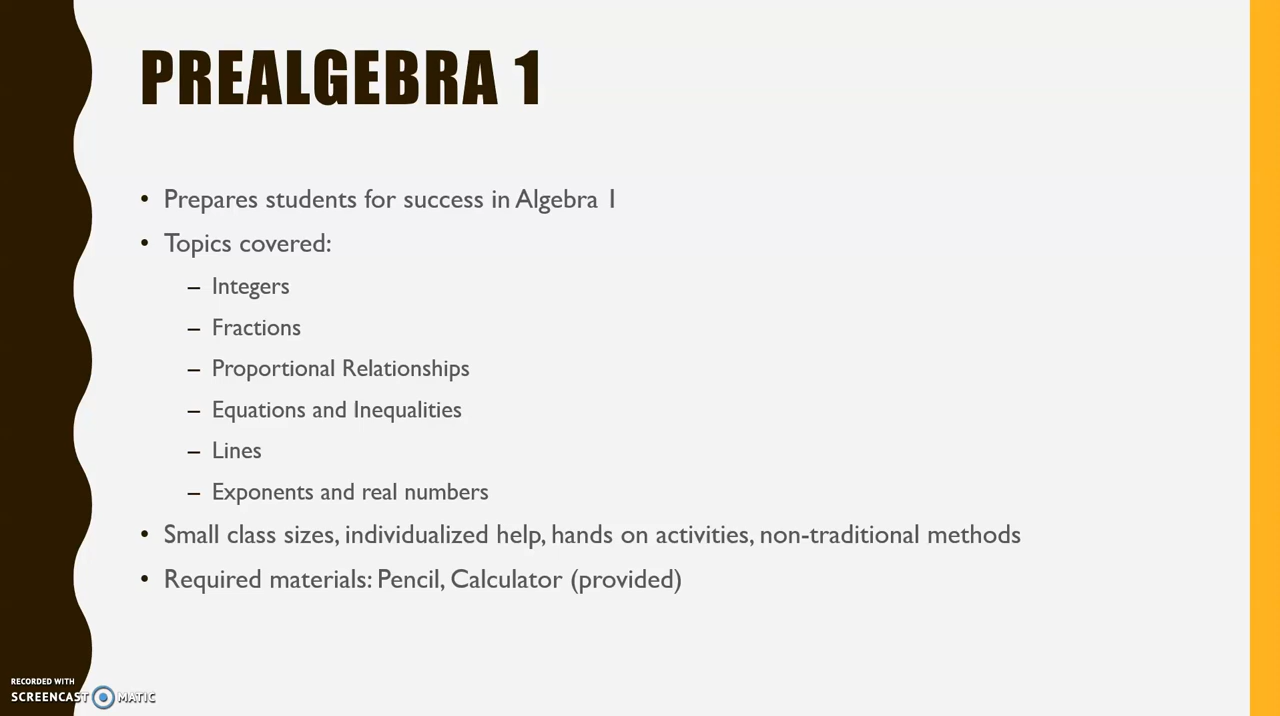 PREALGEBRA 1
• Prepares students for success in Algebra 1
• Topics covered:
– Integers
– Fractions
– Proportional Relationships
– Equations and Inequalities
– Lines
– Exponents and real numbers
• Small class sizes, individualized help, hands on activities, non-traditional methods
• Required materials: Pencil, Calculator (provided)
RECORDED WITH
SCREENCAST MATIC